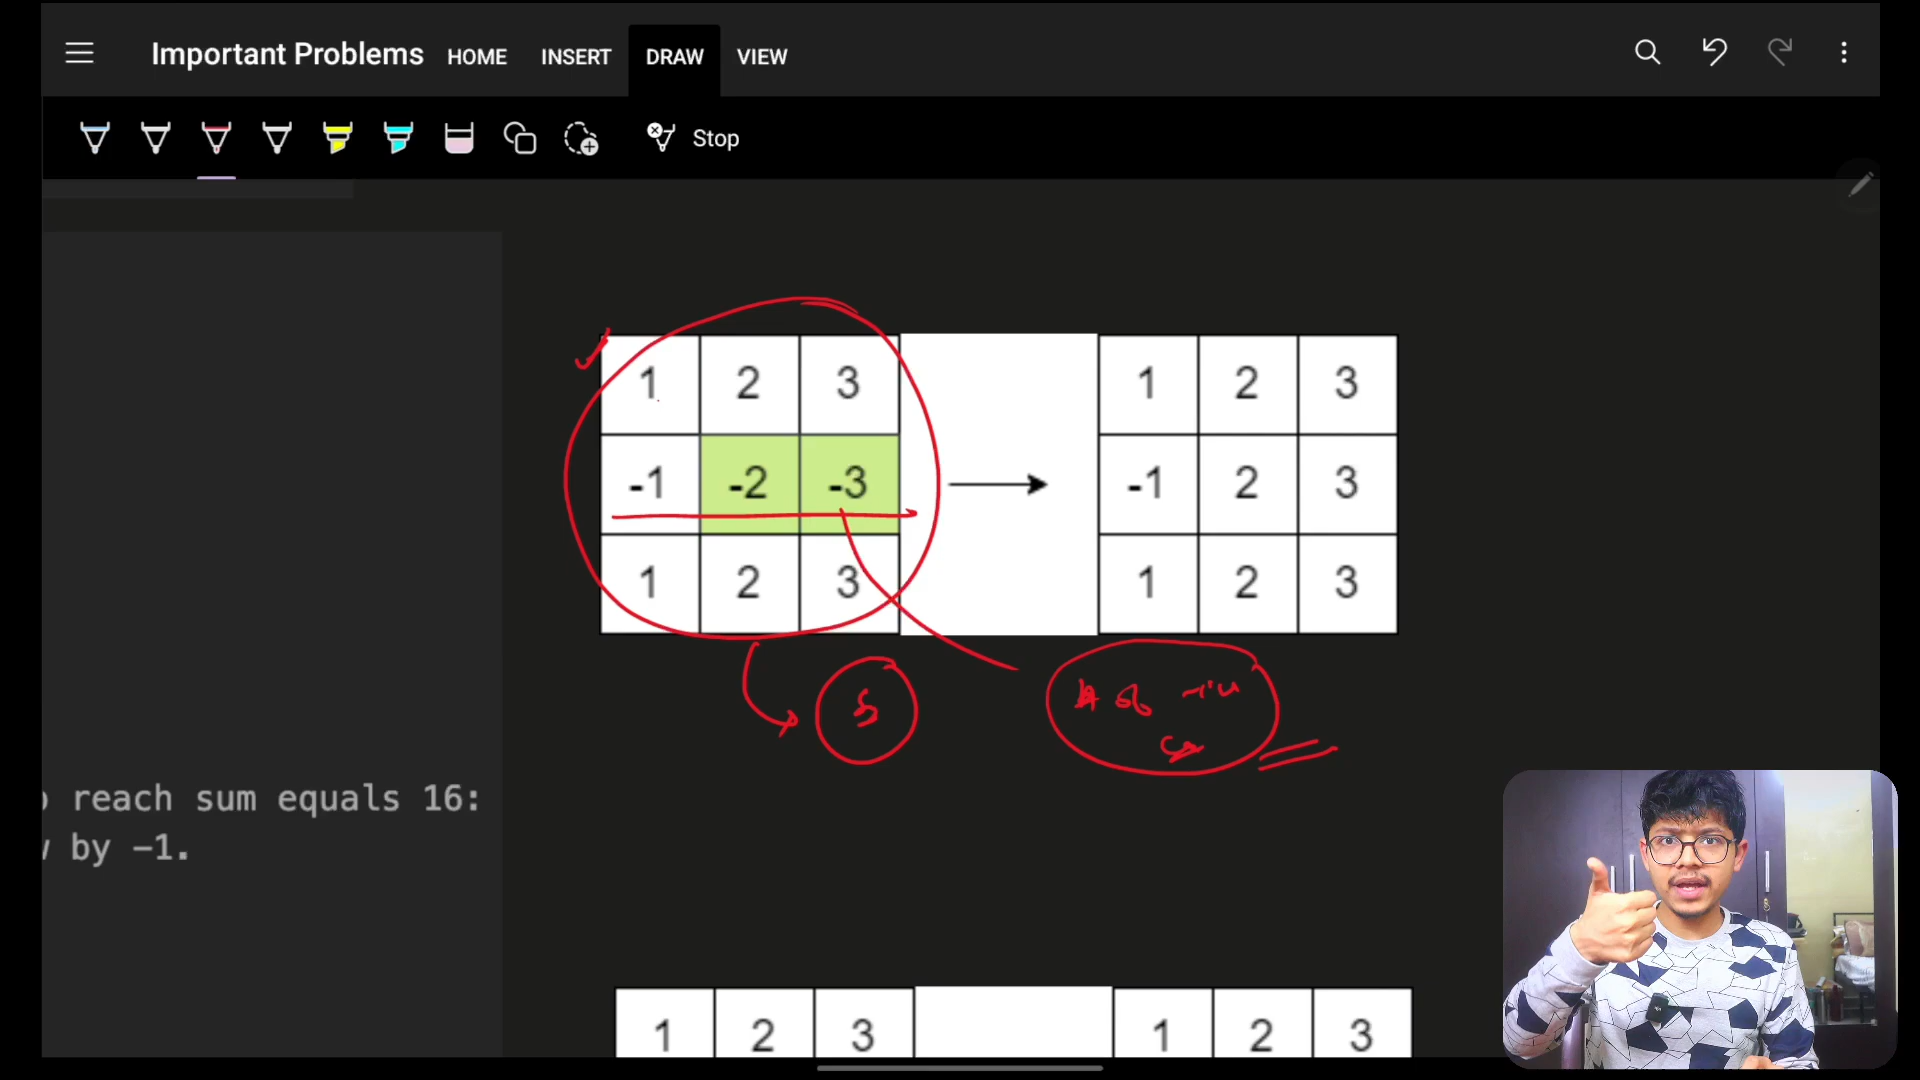 Important Problems HOME INSERT DRAW VIEW
Stop
1 2 3 1 2 3
-1 -2 -3 -1 2 3
1 2 3 1 2 3
reach sum equals 16:
by -1.
1 2 3 1 2 3